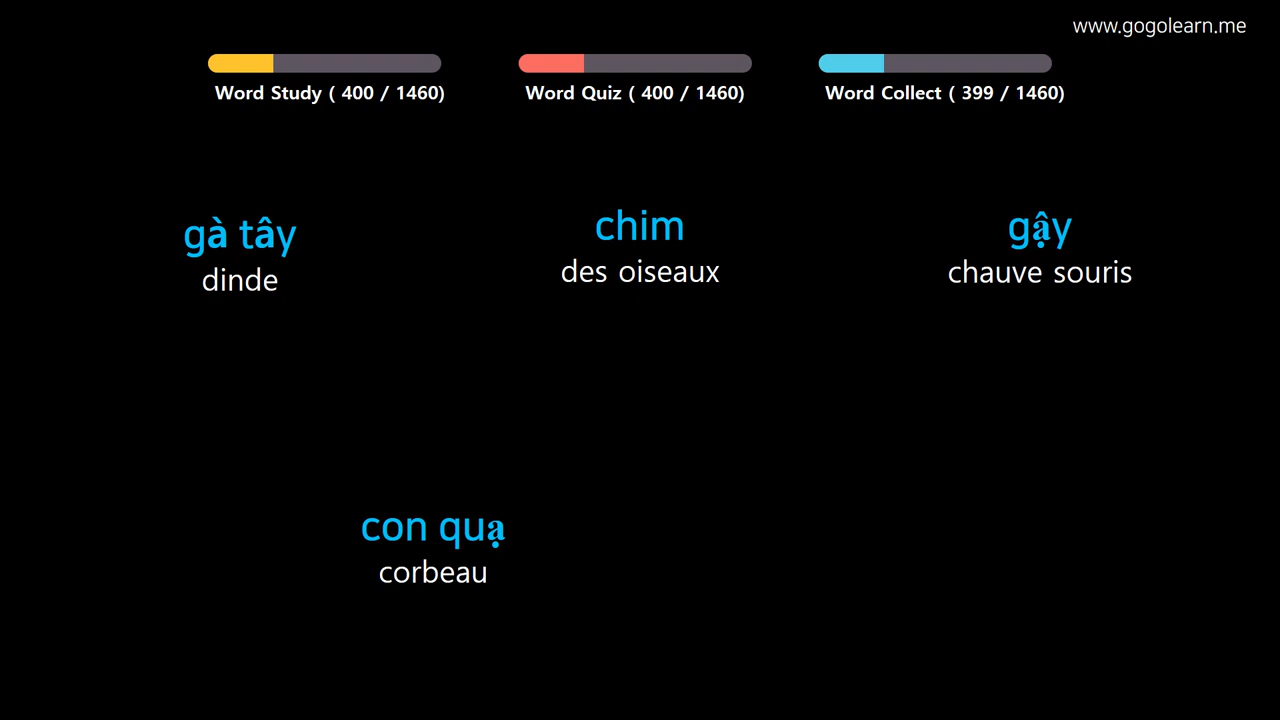 www.gogolearn.me
Word Study ( 400 / 1460)
Word Quiz ( 400 / 1460)
Word Collect ( 399 / 1460)
gà tây
dinde
chim
des oiseaux
gậy
chauve souris
con quạ
corbeau